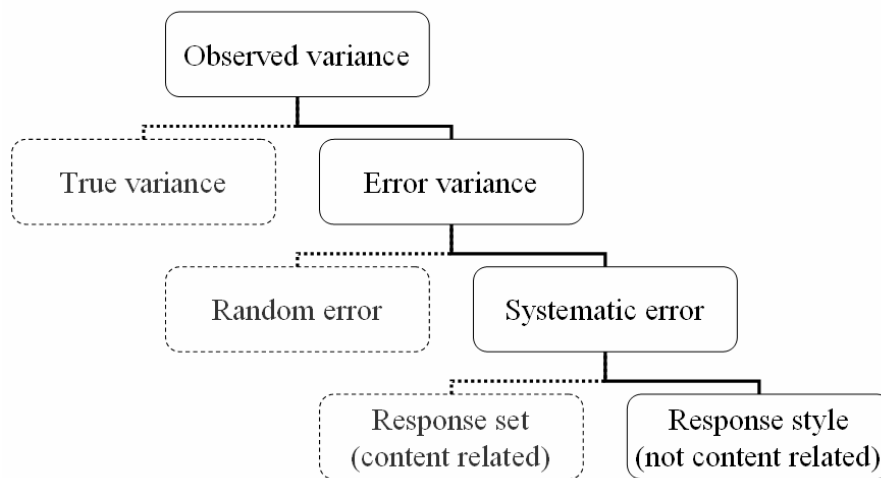 Observed variance
True variance
Error variance
Random error
Systematic error
Response set
(content related)
Response style
(not content related)